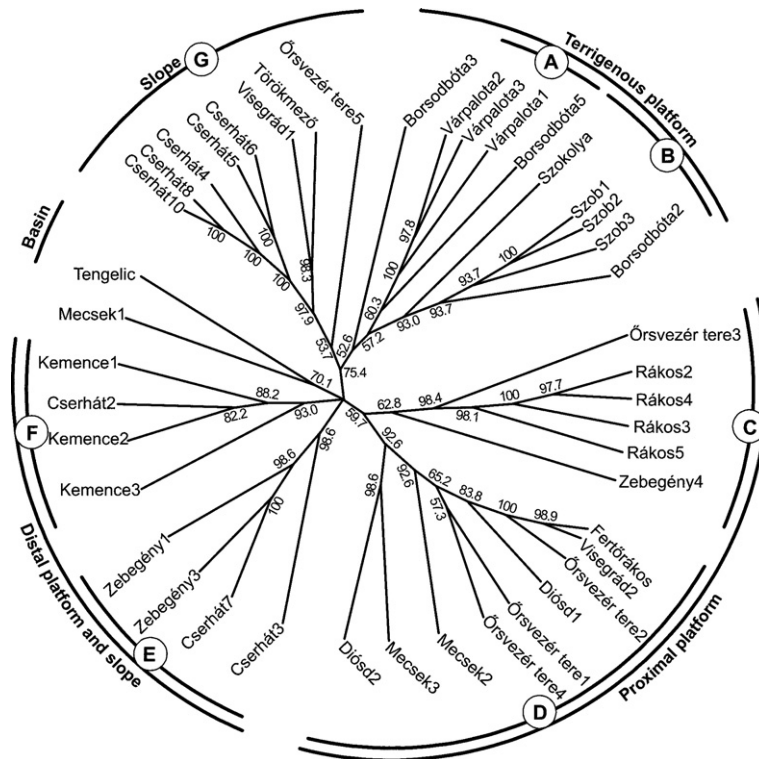 G
Slope
Őrsvezér tere5
Törökmező
Visegrád1
Cserhát6
Cserhát5
Cserhát4
Cserhát8
Cserhát10
100
100
100
100
98.3
97.9
53.7
Terrigenous platform
A
B
Borsodbóta3
Várpalota2
Várpalota3
Várpalota1
Borsodbóta5
Szokolya
Szob1
Szob2
Szob3
Borsodbóta2
97.8
100
60.3
52.6
57.2
93.0
93.7
93.7
100
75.4
Basin
Tengelic
Mecsek1
70.1
Kemence1
Cserhát2
Kemence2
Kemence3
88.2
82.2
93.0
F
Distal platform and slope
E
Zebegény1
Zebegény3
Cserhát7
Cserhát3
98.6
100
98.6
59.7
Őrsvezér tere3
Rákos2
Rákos4
Rákos3
Rákos5
Zebegény4
62.8
98.4
98.1
100
97.7
C
Proximal platform
D
Fertőrákos
Visegrád2
Őrsvezér tere2
Diósd1
Őrsvezér tere1
Őrsvezér tere4
Mecsek2
Mecsek3
Diósd2
92.6
98.6
92.6
65.2
57.3
83.8
100
98.9